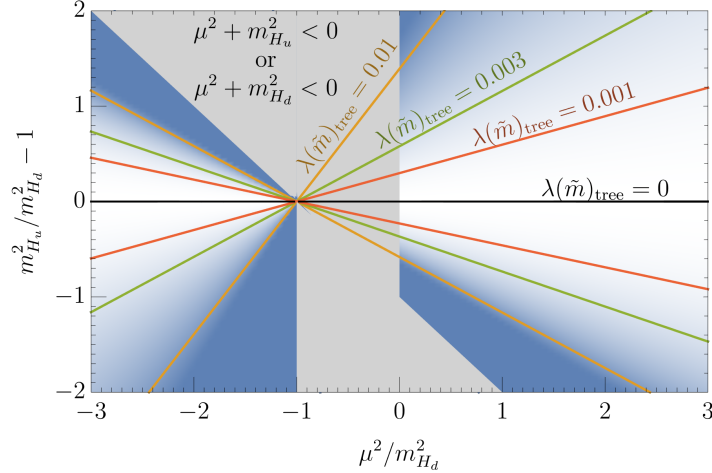 μ² + m²_{H_u} < 0
or
μ² + m²_{H_d} < 0
λ(m̃)_tree = 0.01
λ(m̃)_tree = 0.003
λ(m̃)_tree = 0.001
λ(m̃)_tree = 0
m²_{H_u}/m²_{H_d} − 1
2
1
0
−1
−2
−3 −2 −1 0 1 2 3
μ²/m²_{H_d}